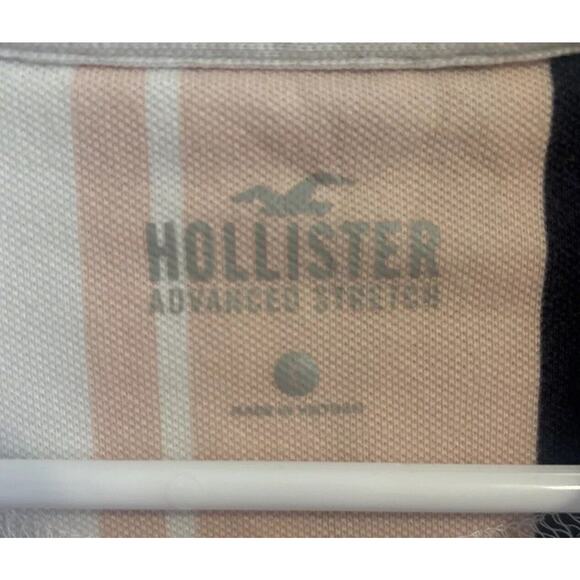 HOLLISTER
ADVANCED STRETCH
MADE IN VIETNAM